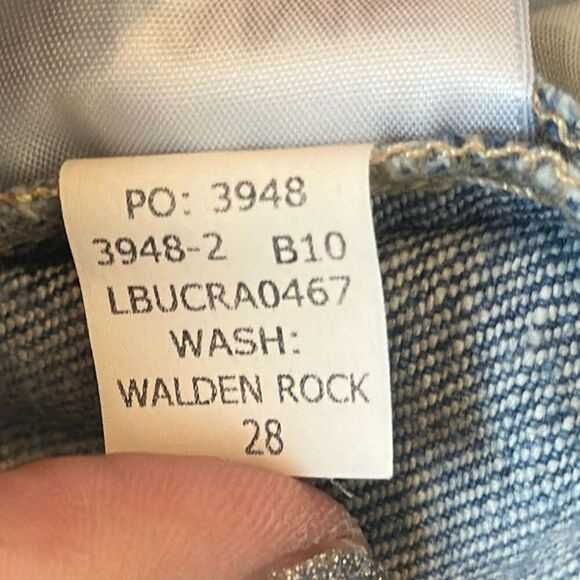 PO: 3948
3948-2 B10
LBUCRA0467
WASH:
WALDEN ROCK
28